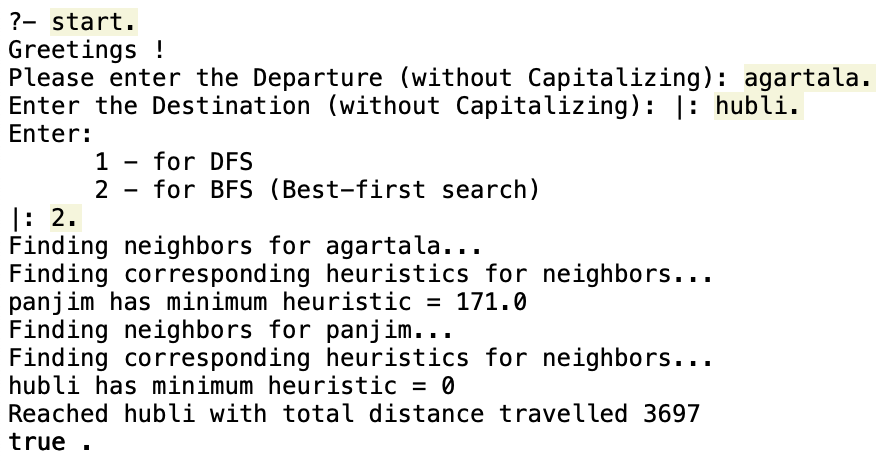 ?- start.
Greetings !
Please enter the Departure (without Capitalizing): agartala.
Enter the Destination (without Capitalizing): |: hubli.
Enter:
      1 - for DFS
      2 - for BFS (Best-first search)
|: 2.
Finding neighbors for agartala...
Finding corresponding heuristics for neighbors...
panjim has minimum heuristic = 171.0
Finding neighbors for panjim...
Finding corresponding heuristics for neighbors...
hubli has minimum heuristic = 0
Reached hubli with total distance travelled 3697
true .